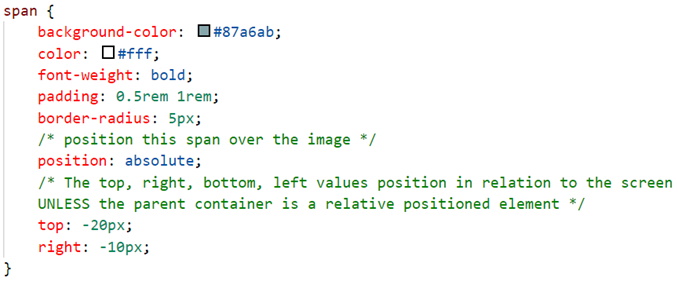 span {
background-color: #87a6ab;
color: #fff;
font-weight: bold;
padding: 0.5rem 1rem;
border-radius: 5px;
/* position this span over the image */
position: absolute;
/* The top, right, bottom, left values position in relation to the screen
UNLESS the parent container is a relative positioned element */
top: -20px;
right: -10px;
}